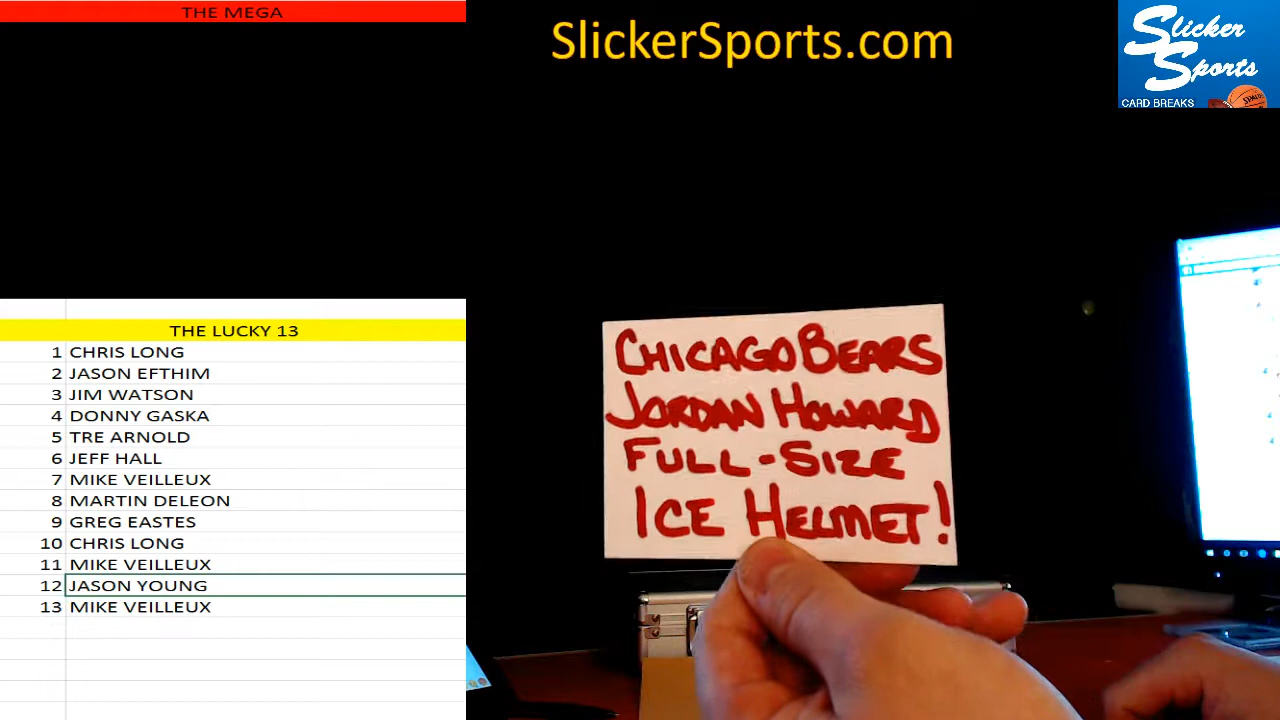 THE MEGA
SlickerSports.com
Slicker
Sports
CARD BREAKS
THE LUCKY 13
1 CHRIS LONG
2 JASON EFTHIM
3 JIM WATSON
4 DONNY GASKA
5 TRE ARNOLD
6 JEFF HALL
7 MIKE VEILLEUX
8 MARTIN DELEON
9 GREG EASTES
10 CHRIS LONG
11 MIKE VEILLEUX
12 JASON YOUNG
13 MIKE VEILLEUX
CHICAGO BEARS
JORDAN HOWARD
FULL-SIZE
ICE HELMET!